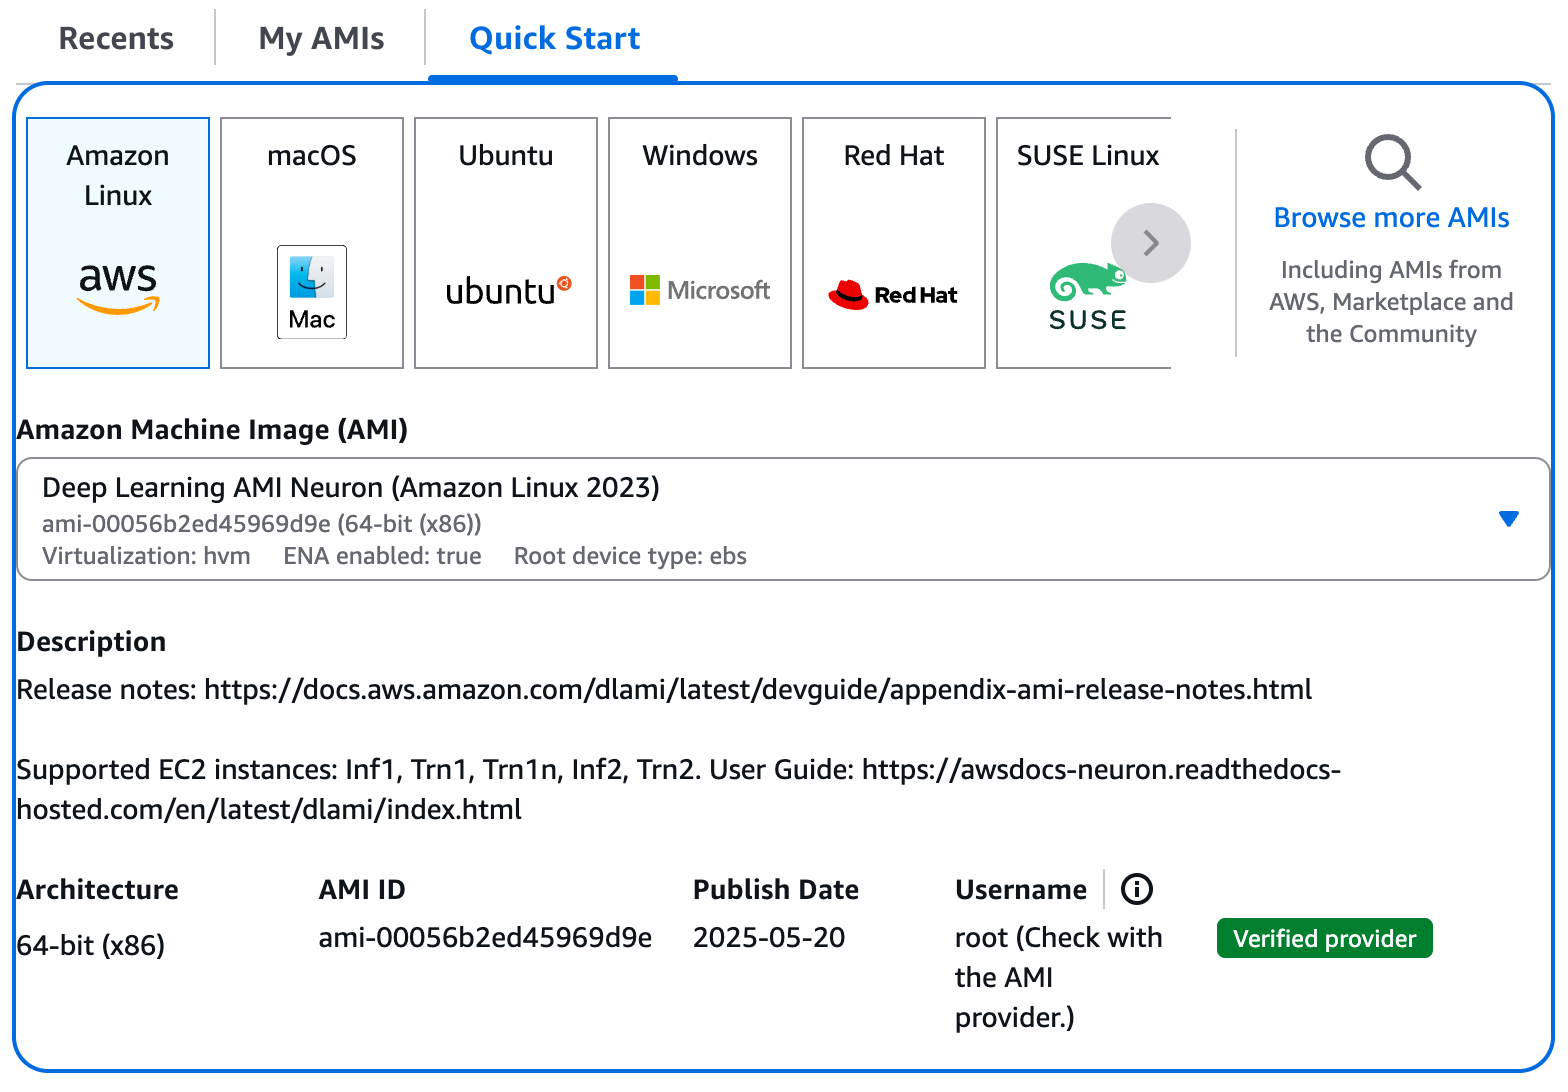 Recents
My AMIs
Quick Start
Amazon
Linux
aws
macOS
Mac
Ubuntu
ubuntu
Windows
Microsoft
Red Hat
Red Hat
SUSE Linux
SUSE
Browse more AMIs
Including AMIs from
AWS, Marketplace and
the Community
Amazon Machine Image (AMI)
Deep Learning AMI Neuron (Amazon Linux 2023)
ami-00056b2ed45969d9e (64-bit (x86))
Virtualization: hvm ENA enabled: true Root device type: ebs
Description
Release notes: https://docs.aws.amazon.com/dlami/latest/devguide/appendix-ami-release-notes.html
Supported EC2 instances: Inf1, Trn1, Trn1n, Inf2, Trn2. User Guide: https://awsdocs-neuron.readthedocs-
hosted.com/en/latest/dlami/index.html
Architecture
64-bit (x86)
AMI ID
ami-00056b2ed45969d9e
Publish Date
2025-05-20
Username
root (Check with
the AMI
provider.)
Verified provider